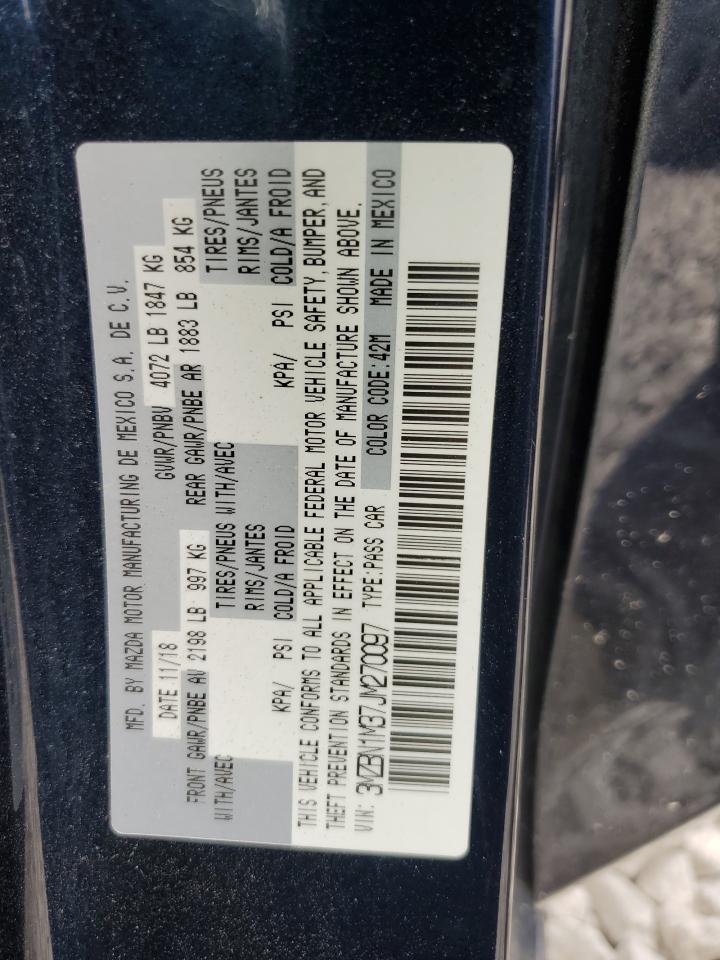 MFD. BY MAZDA MOTOR MANUFACTURING DE MEXICO S.A. DE C.V.
DATE 11/18 GVWR/PNBV 4072 LB 1847 KG
FRONT GAWR/PNBE AV 2198 LB 997 KG REAR GAWR/PNBE AR 1883 LB 854 KG
WITH/AVEC TIRES/PNEUS WITH/AVEC TIRES/PNEUS
RIMS/JANTES RIMS/JANTES
KPA/ PSI COLD/A FROID KPA/ PSI COLD/A FROID
THIS VEHICLE CONFORMS TO ALL APPLICABLE FEDERAL MOTOR VEHICLE SAFETY, BUMPER, AND
THEFT PREVENTION STANDARDS IN EFFECT ON THE DATE OF MANUFACTURE SHOWN ABOVE.
VIN: 3MZBN1M37JM270097 TYPE:PASS CAR COLOR CODE:42M MADE IN MEXICO